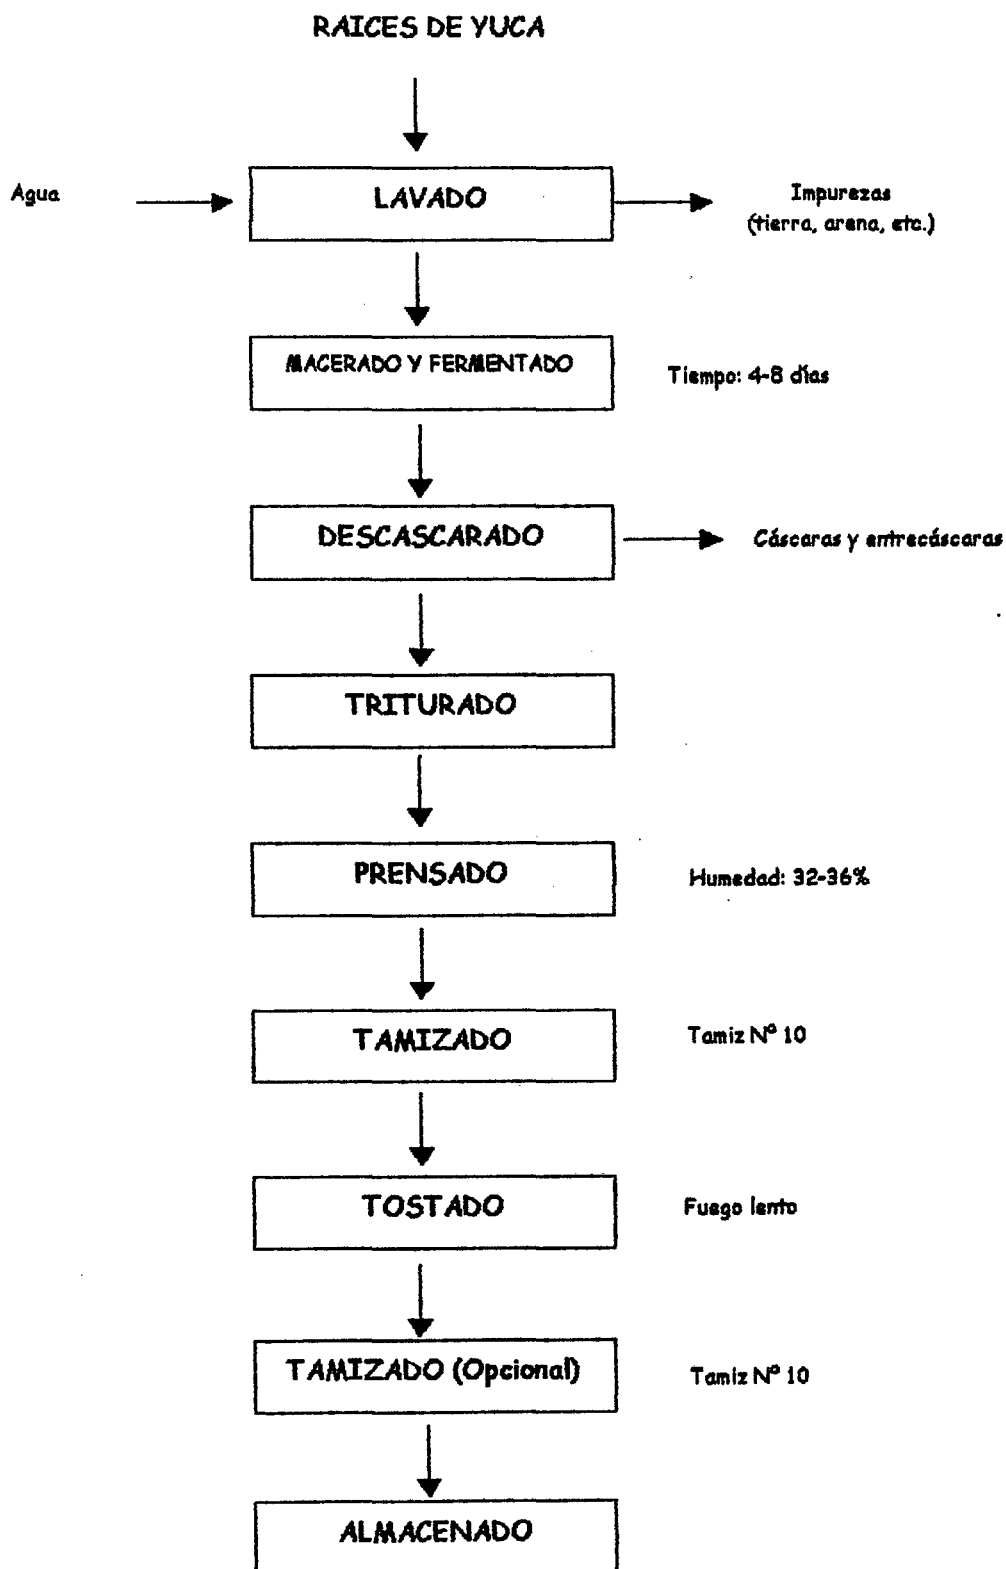 RAICES DE YUCA
Agua
LAVADO
Impurezas
(tierra, arena, etc.)
MACERADO Y FERMENTADO
Tiempo: 4-8 días
DESCASCARADO
Cáscaras y entrecáscaras
TRITURADO
PRENSADO
Humedad: 32-36%
TAMIZADO
Tamiz Nº 10
TOSTADO
Fuego lento
TAMIZADO (Opcional)
Tamiz Nº 10
ALMACENADO